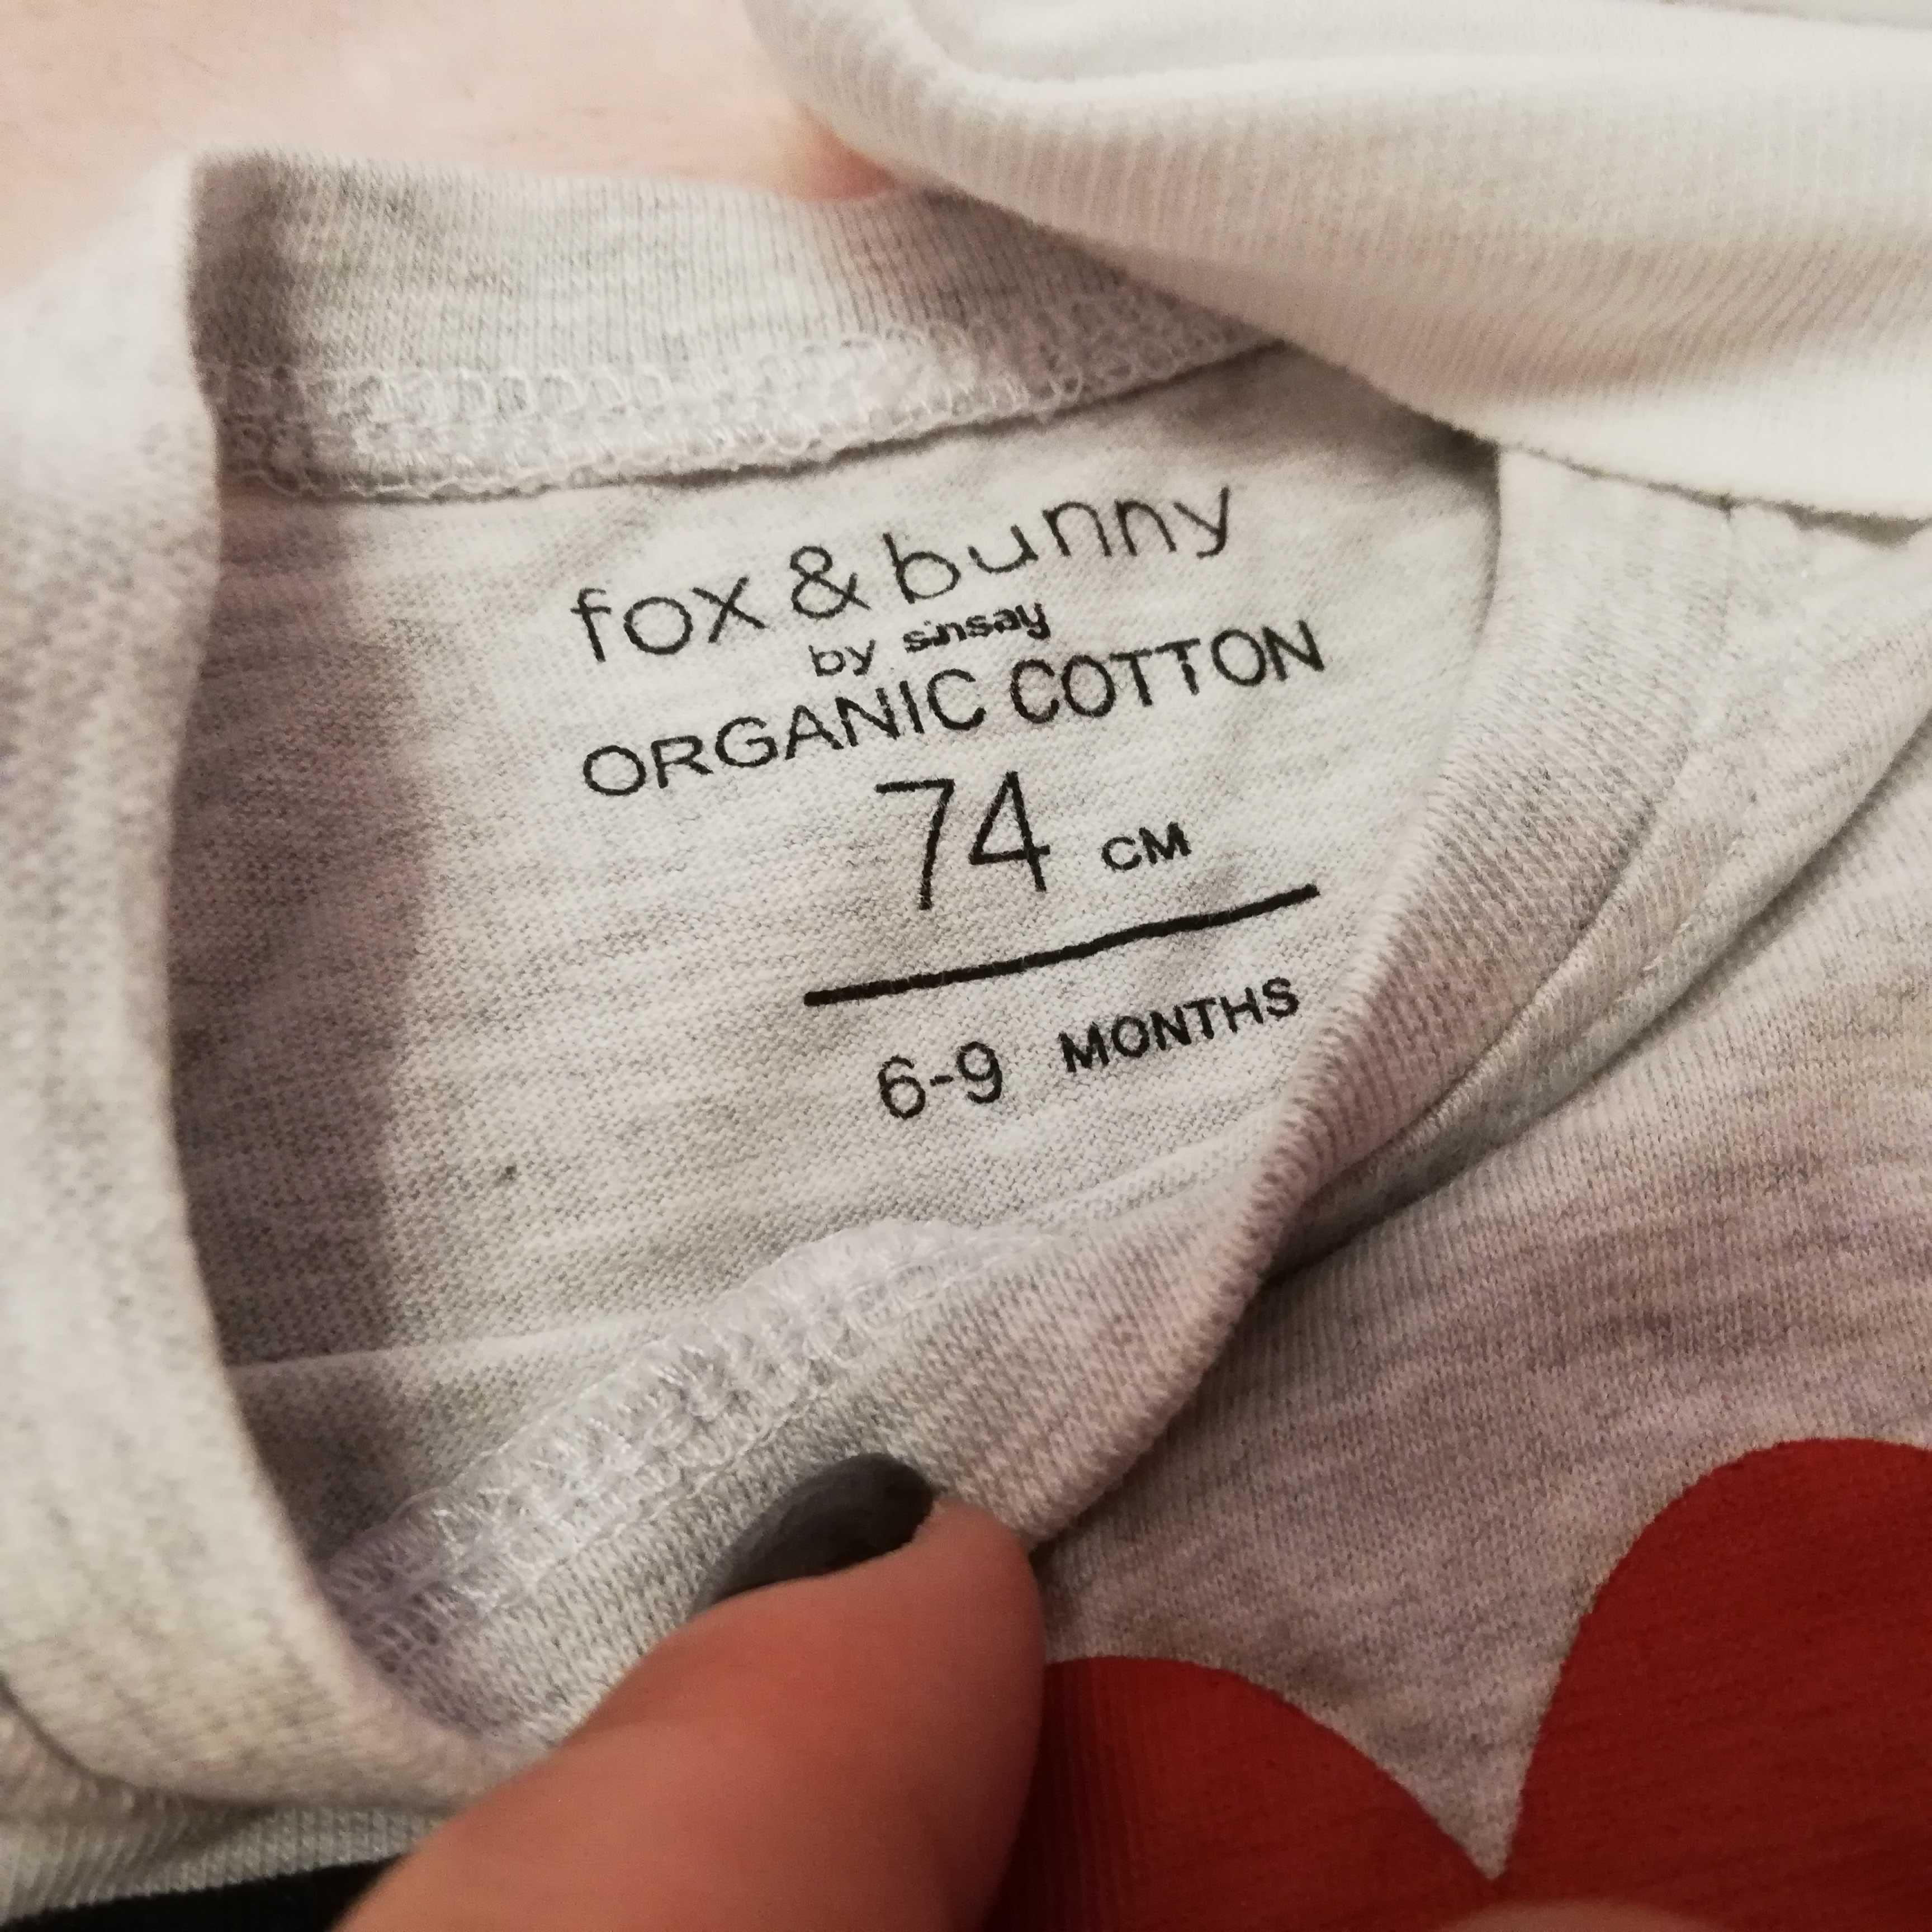 fox & bunny
by sinsay
ORGANIC COTTON
74 CM
6-9 MONTHS